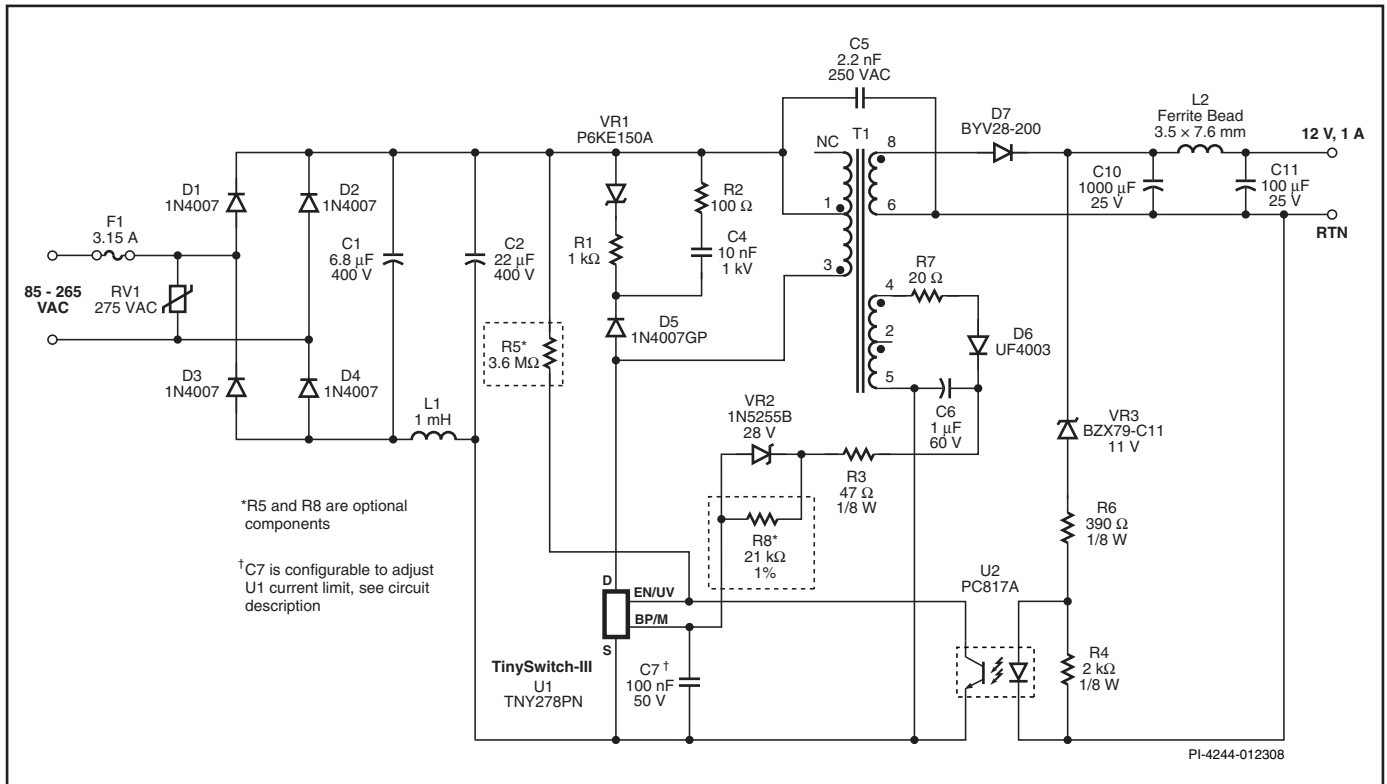 C5
2.2 nF
250 VAC
D7
BYV28-200
L2
Ferrite Bead
3.5 × 7.6 mm
12 V, 1 A
VR1
P6KE150A
NC
T1
8
D1
1N4007
D2
1N4007
R2
100 Ω
C10
1000 µF
25 V
C11
100 µF
25 V
F1
3.15 A
1
6
RTN
C1
6.8 µF
400 V
C2
22 µF
400 V
R1
1 kΩ
C4
10 nF
1 kV
3
R7
20 Ω
85 - 265
VAC
RV1
275 VAC
4
D5
1N4007GP
2
D6
UF4003
R5*
3.6 MΩ
D3
1N4007
D4
1N4007
5
L1
1 mH
VR2
1N5255B
28 V
C6
1 µF
60 V
VR3
BZX79-C11
11 V
R3
47 Ω
1/8 W
*R5 and R8 are optional
components
R8*
21 kΩ
1%
R6
390 Ω
1/8 W
†C7 is configurable to adjust
U1 current limit, see circuit
description
D
EN/UV
BP/M
S
U2
PC817A
TinySwitch-III
U1
TNY278PN
C7 †
100 nF
50 V
R4
2 kΩ
1/8 W
PI-4244-012308